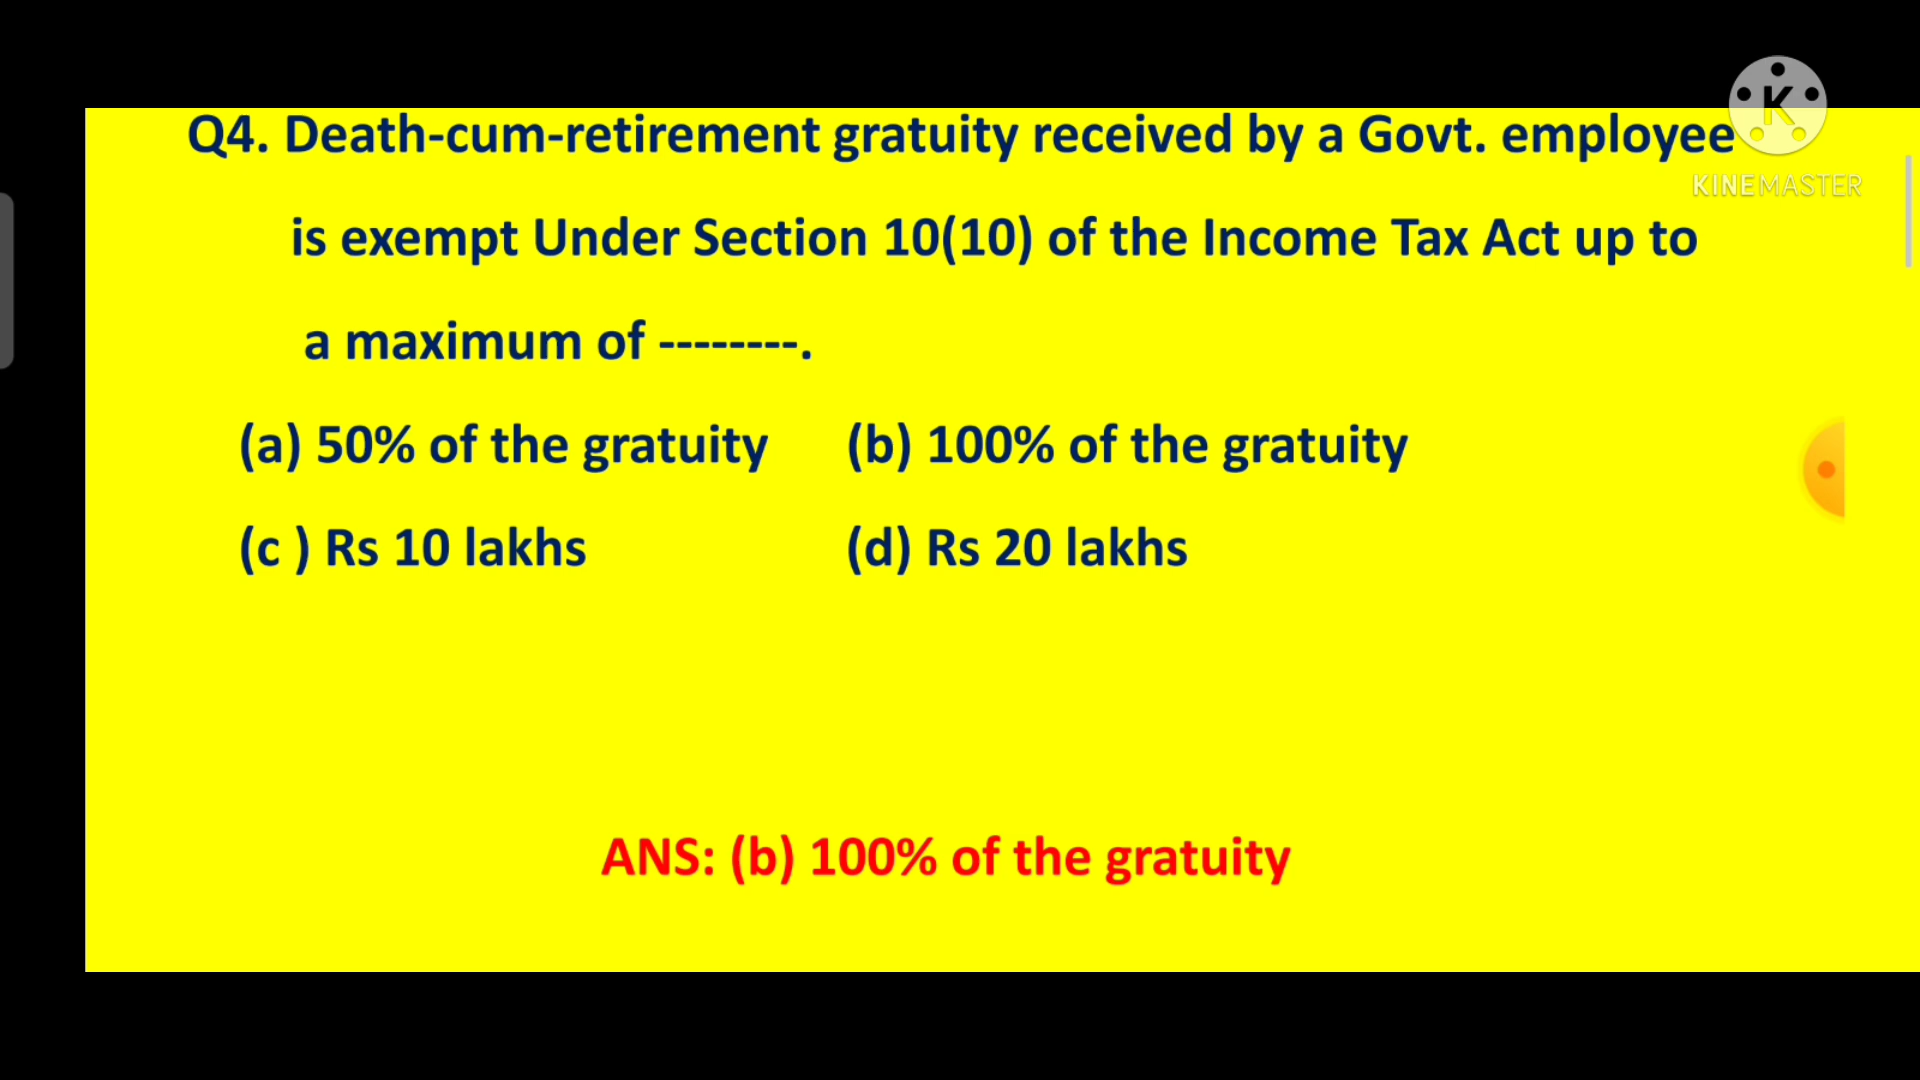 Q4. Death-cum-retirement gratuity received by a Govt. employee
K
KINEMASTER
is exempt Under Section 10(10) of the Income Tax Act up to
a maximum of --------.
(a) 50% of the gratuity (b) 100% of the gratuity
(c ) Rs 10 lakhs (d) Rs 20 lakhs
ANS: (b) 100% of the gratuity